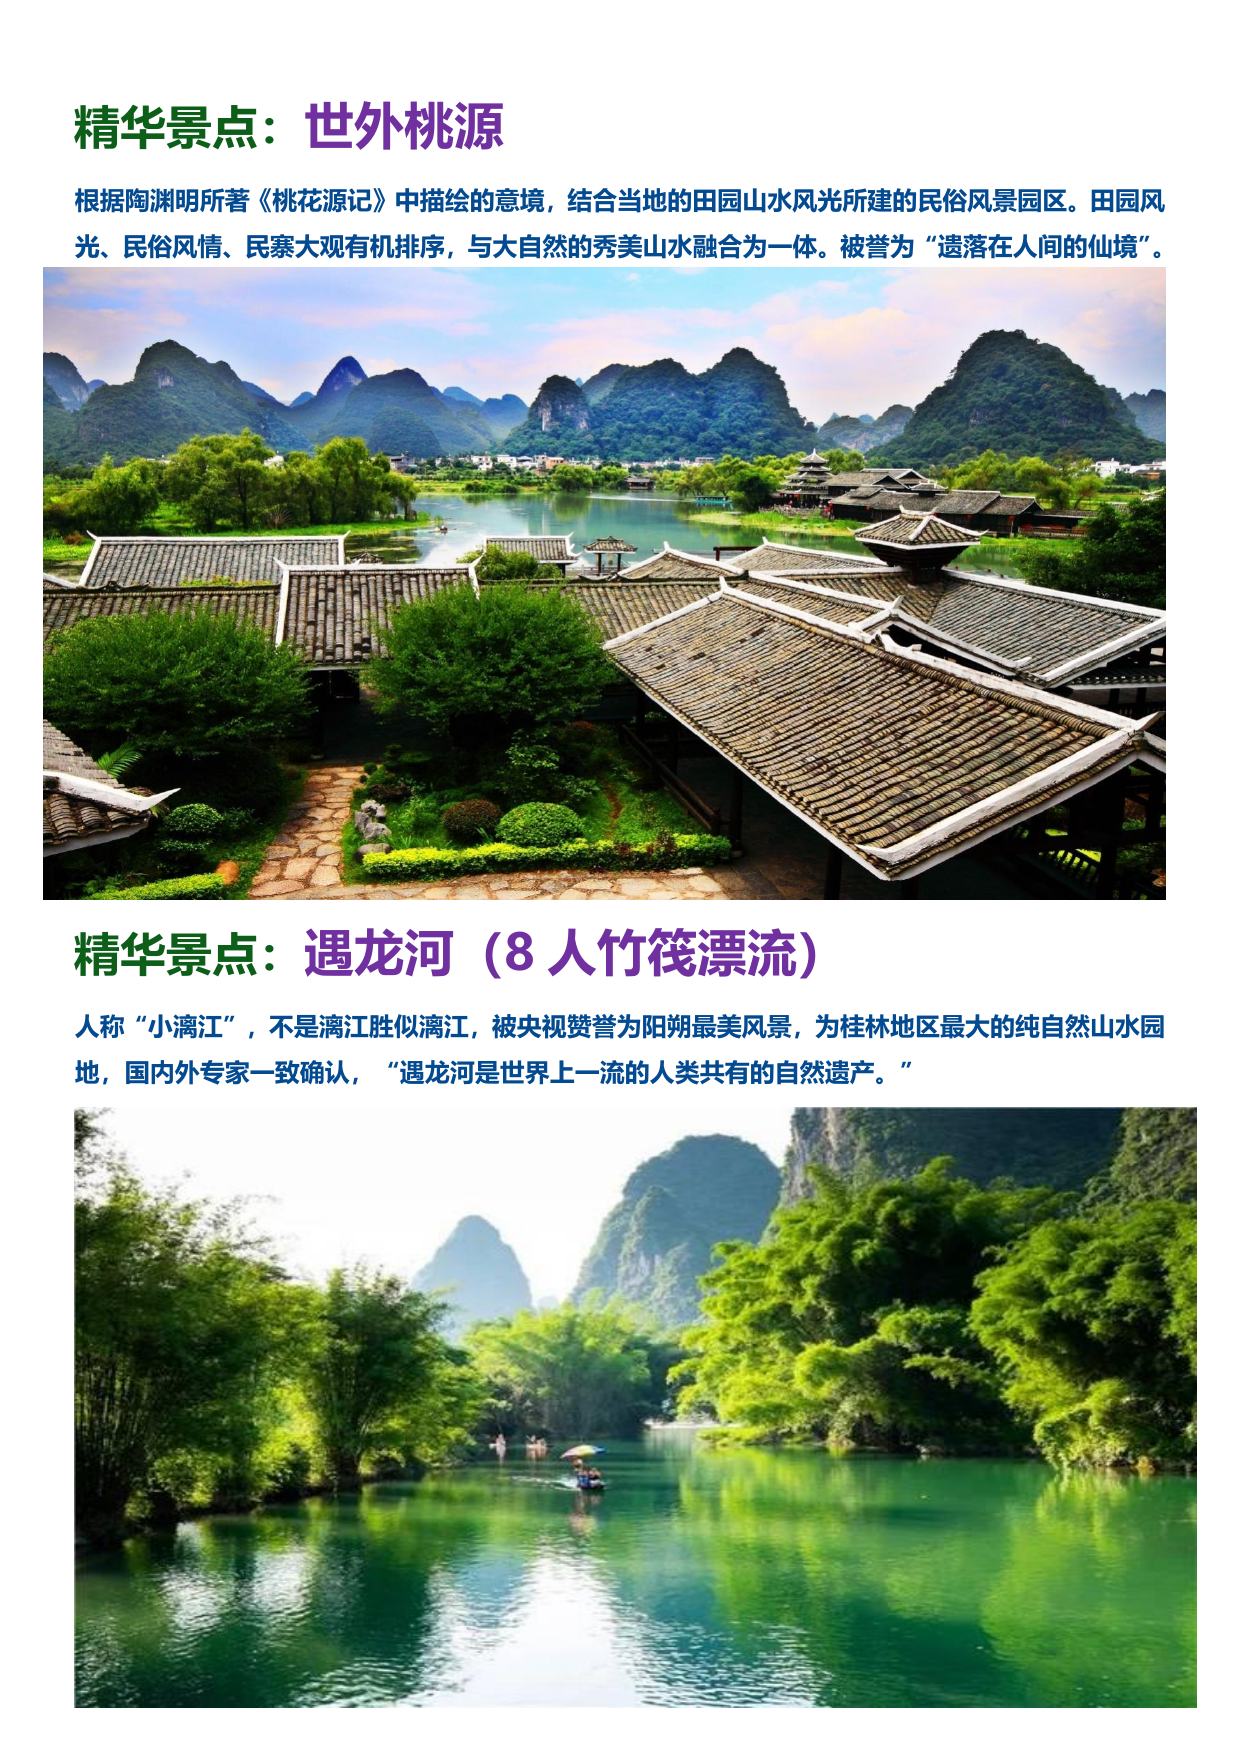 精华景点：世外桃源
根据陶渊明所著《桃花源记》中描绘的意境，结合当地的田园山水风光所建的民俗风景园区。田园风
光、民俗风情、民寨大观有机排序，与大自然的秀美山水融合为一体。被誉为“遗落在人间的仙境”。
精华景点：遇龙河（8 人竹筏漂流）
人称“小漓江”，不是漓江胜似漓江，被央视赞誉为阳朔最美风景，为桂林地区最大的纯自然山水园
地，国内外专家一致确认，“遇龙河是世界上一流的人类共有的自然遗产。”